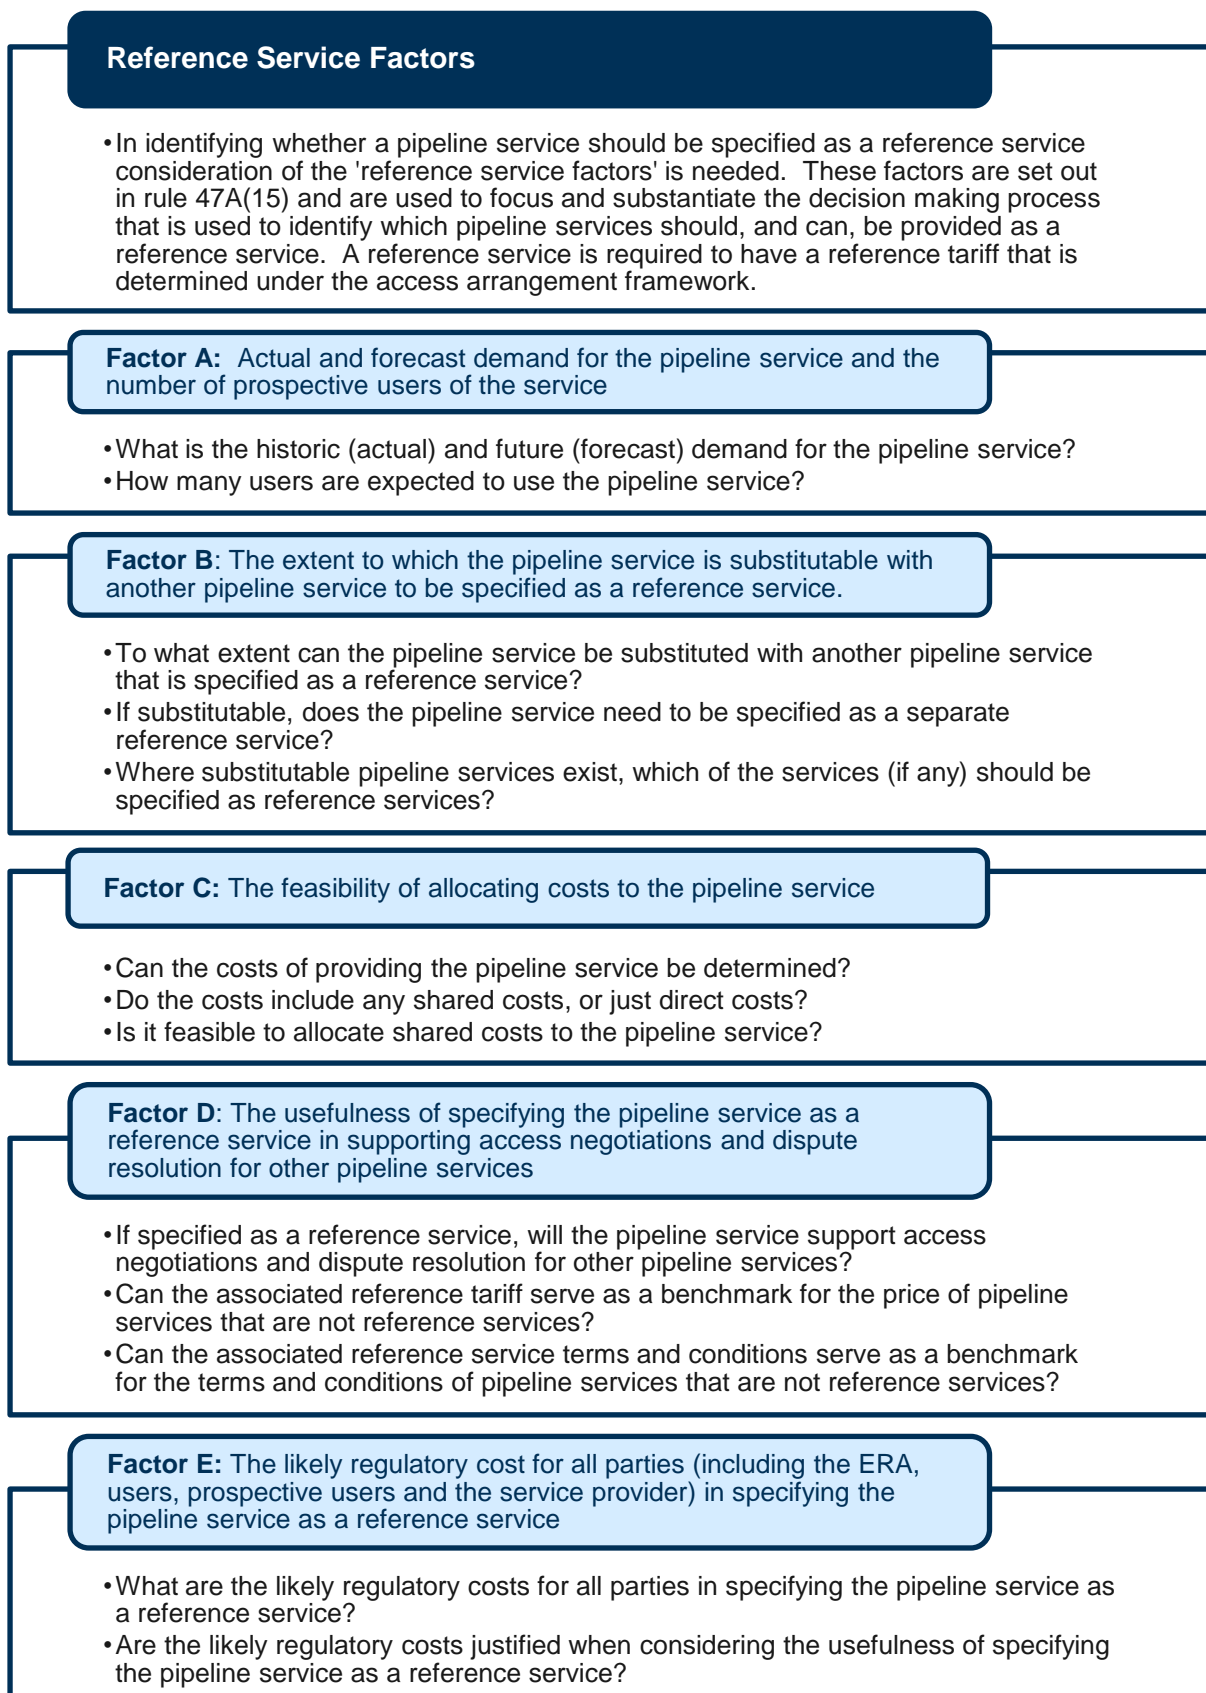 Reference Service Factors
•In identifying whether a pipeline service should be specified as a reference service
consideration of the 'reference service factors' is needed.  These factors are set out
in rule 47A(15) and are used to focus and substantiate the decision making process
that is used to identify which pipeline services should, and can, be provided as a
reference service.  A reference service is required to have a reference tariff that is
determined under the access arrangement framework.
Factor A:  Actual and forecast demand for the pipeline service and the
number of prospective users of the service
•What is the historic (actual) and future (forecast) demand for the pipeline service?
•How many users are expected to use the pipeline service?
Factor B: The extent to which the pipeline service is substitutable with
another pipeline service to be specified as a reference service.
•To what extent can the pipeline service be substituted with another pipeline service
that is specified as a reference service?
•If substitutable, does the pipeline service need to be specified as a separate
reference service?
•Where substitutable pipeline services exist, which of the services (if any) should be
specified as reference services?
Factor C: The feasibility of allocating costs to the pipeline service
•Can the costs of providing the pipeline service be determined?
•Do the costs include any shared costs, or just direct costs?
•Is it feasible to allocate shared costs to the pipeline service?
Factor D: The usefulness of specifying the pipeline service as a
reference service in supporting access negotiations and dispute
resolution for other pipeline services
•If specified as a reference service, will the pipeline service support access
negotiations and dispute resolution for other pipeline services?
•Can the associated reference tariff serve as a benchmark for the price of pipeline
services that are not reference services?
•Can the associated reference service terms and conditions serve as a benchmark
for the terms and conditions of pipeline services that are not reference services?
Factor E: The likely regulatory cost for all parties (including the ERA,
users, prospective users and the service provider) in specifying the
pipeline service as a reference service
•What are the likely regulatory costs for all parties in specifying the pipeline service as
a reference service?
•Are the likely regulatory costs justified when considering the usefulness of specifying
the pipeline service as a reference service?